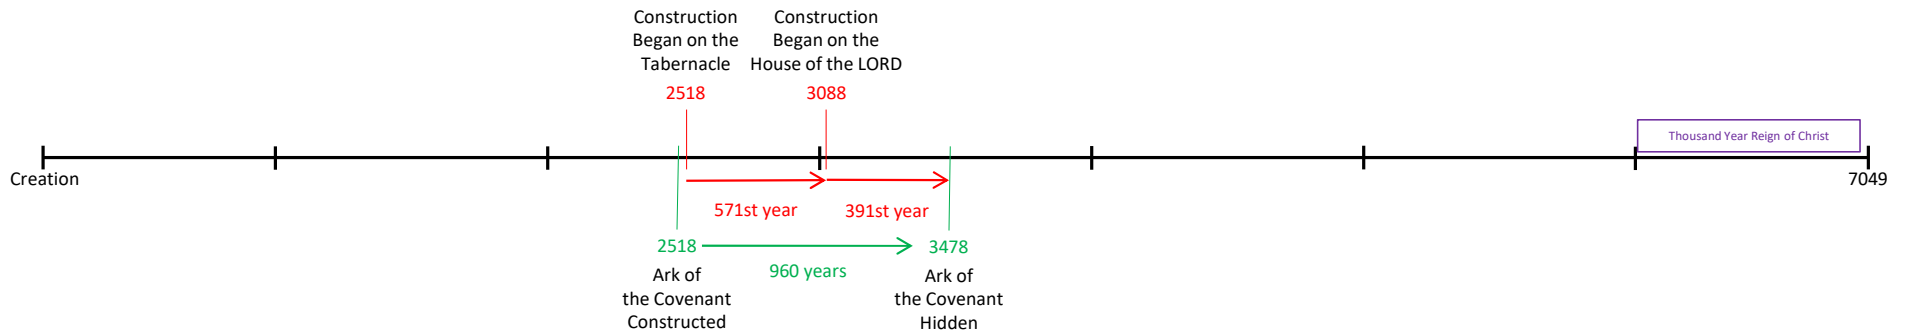 Construction
Began on the
Tabernacle
2518
Construction
Began on the
House of the LORD
3088
Thousand Year Reign of Christ
Creation
7049
571st year
391st year
2518
960 years
3478
Ark of
the Covenant
Constructed
Ark of
the Covenant
Hidden